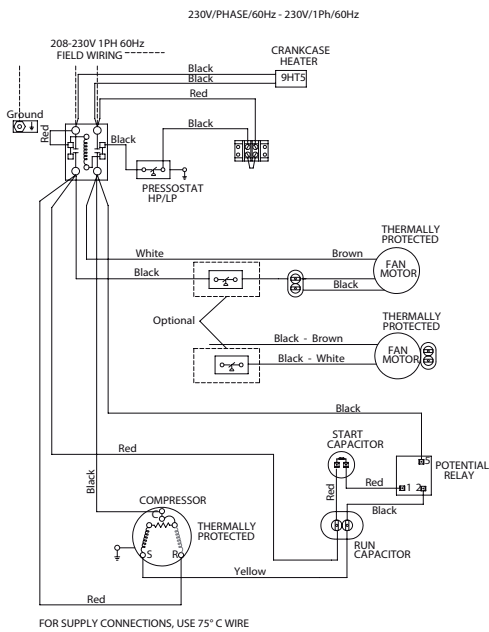 230V/PHASE/60Hz - 230V/1Ph/60Hz
208-230V 1PH 60Hz
FIELD WIRING
CRANKCASE
HEATER
9HT5
Black
Black
Red
Ground
Red
Black
Black
PRESSOSTAT
HP/LP
THERMALLY
PROTECTED
White
Brown
FAN
MOTOR
Black
Black
Optional
THERMALLY
PROTECTED
Black - Brown
FAN
MOTOR
Black - White
Black
START
CAPACITOR
Red
5
POTENTIAL
RELAY
Red
1 2
Black
Red
Black
COMPRESSOR
C
THERMALLY
PROTECTED
RUN
CAPACITOR
S
R
Yellow
Red
FOR SUPPLY CONNECTIONS, USE 75° C WIRE